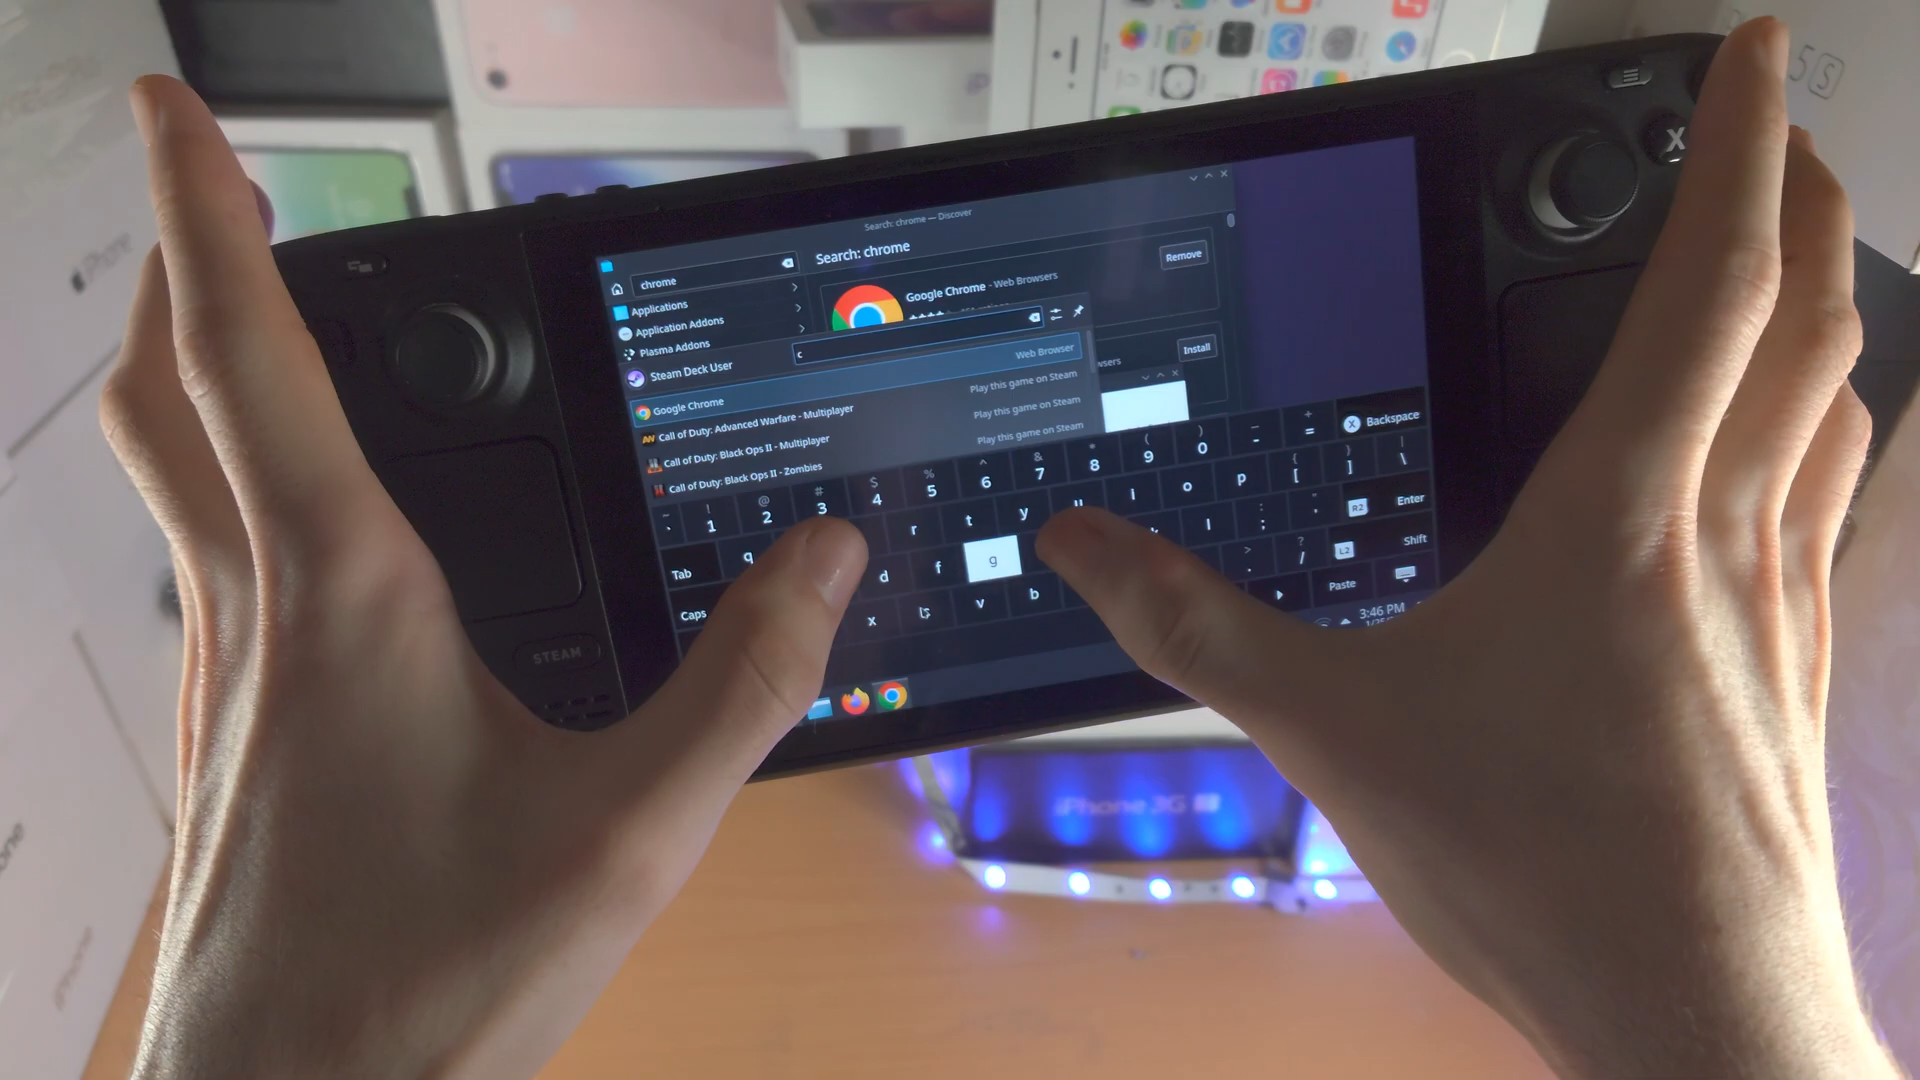 iPhone
5S
X
STEAM
Search: chrome — Discover
chrome
Search: chrome
Applications
Application Addons
Plasma Addons
Steam Deck User
Google Chrome - Web Browsers
Remove
Install
c
Google Chrome
Web Browser
Call of Duty: Advanced Warfare - Multiplayer
Play this game on Steam
Call of Duty: Black Ops II - Multiplayer
Play this game on Steam
Call of Duty: Black Ops II - Zombies
Play this game on Steam
! @ # $ % ^ & * ( ) _ +
` 1 2 3 4 5 6 7 8 9 0 - = X Backspace
Tab q r t y u i o p { [ } ] | \
Caps d f g k l : ; " ' R2 Enter
x v b > . ? / L2 Shift
Paste
3:46 PM
iPhone 3G S
iPhone